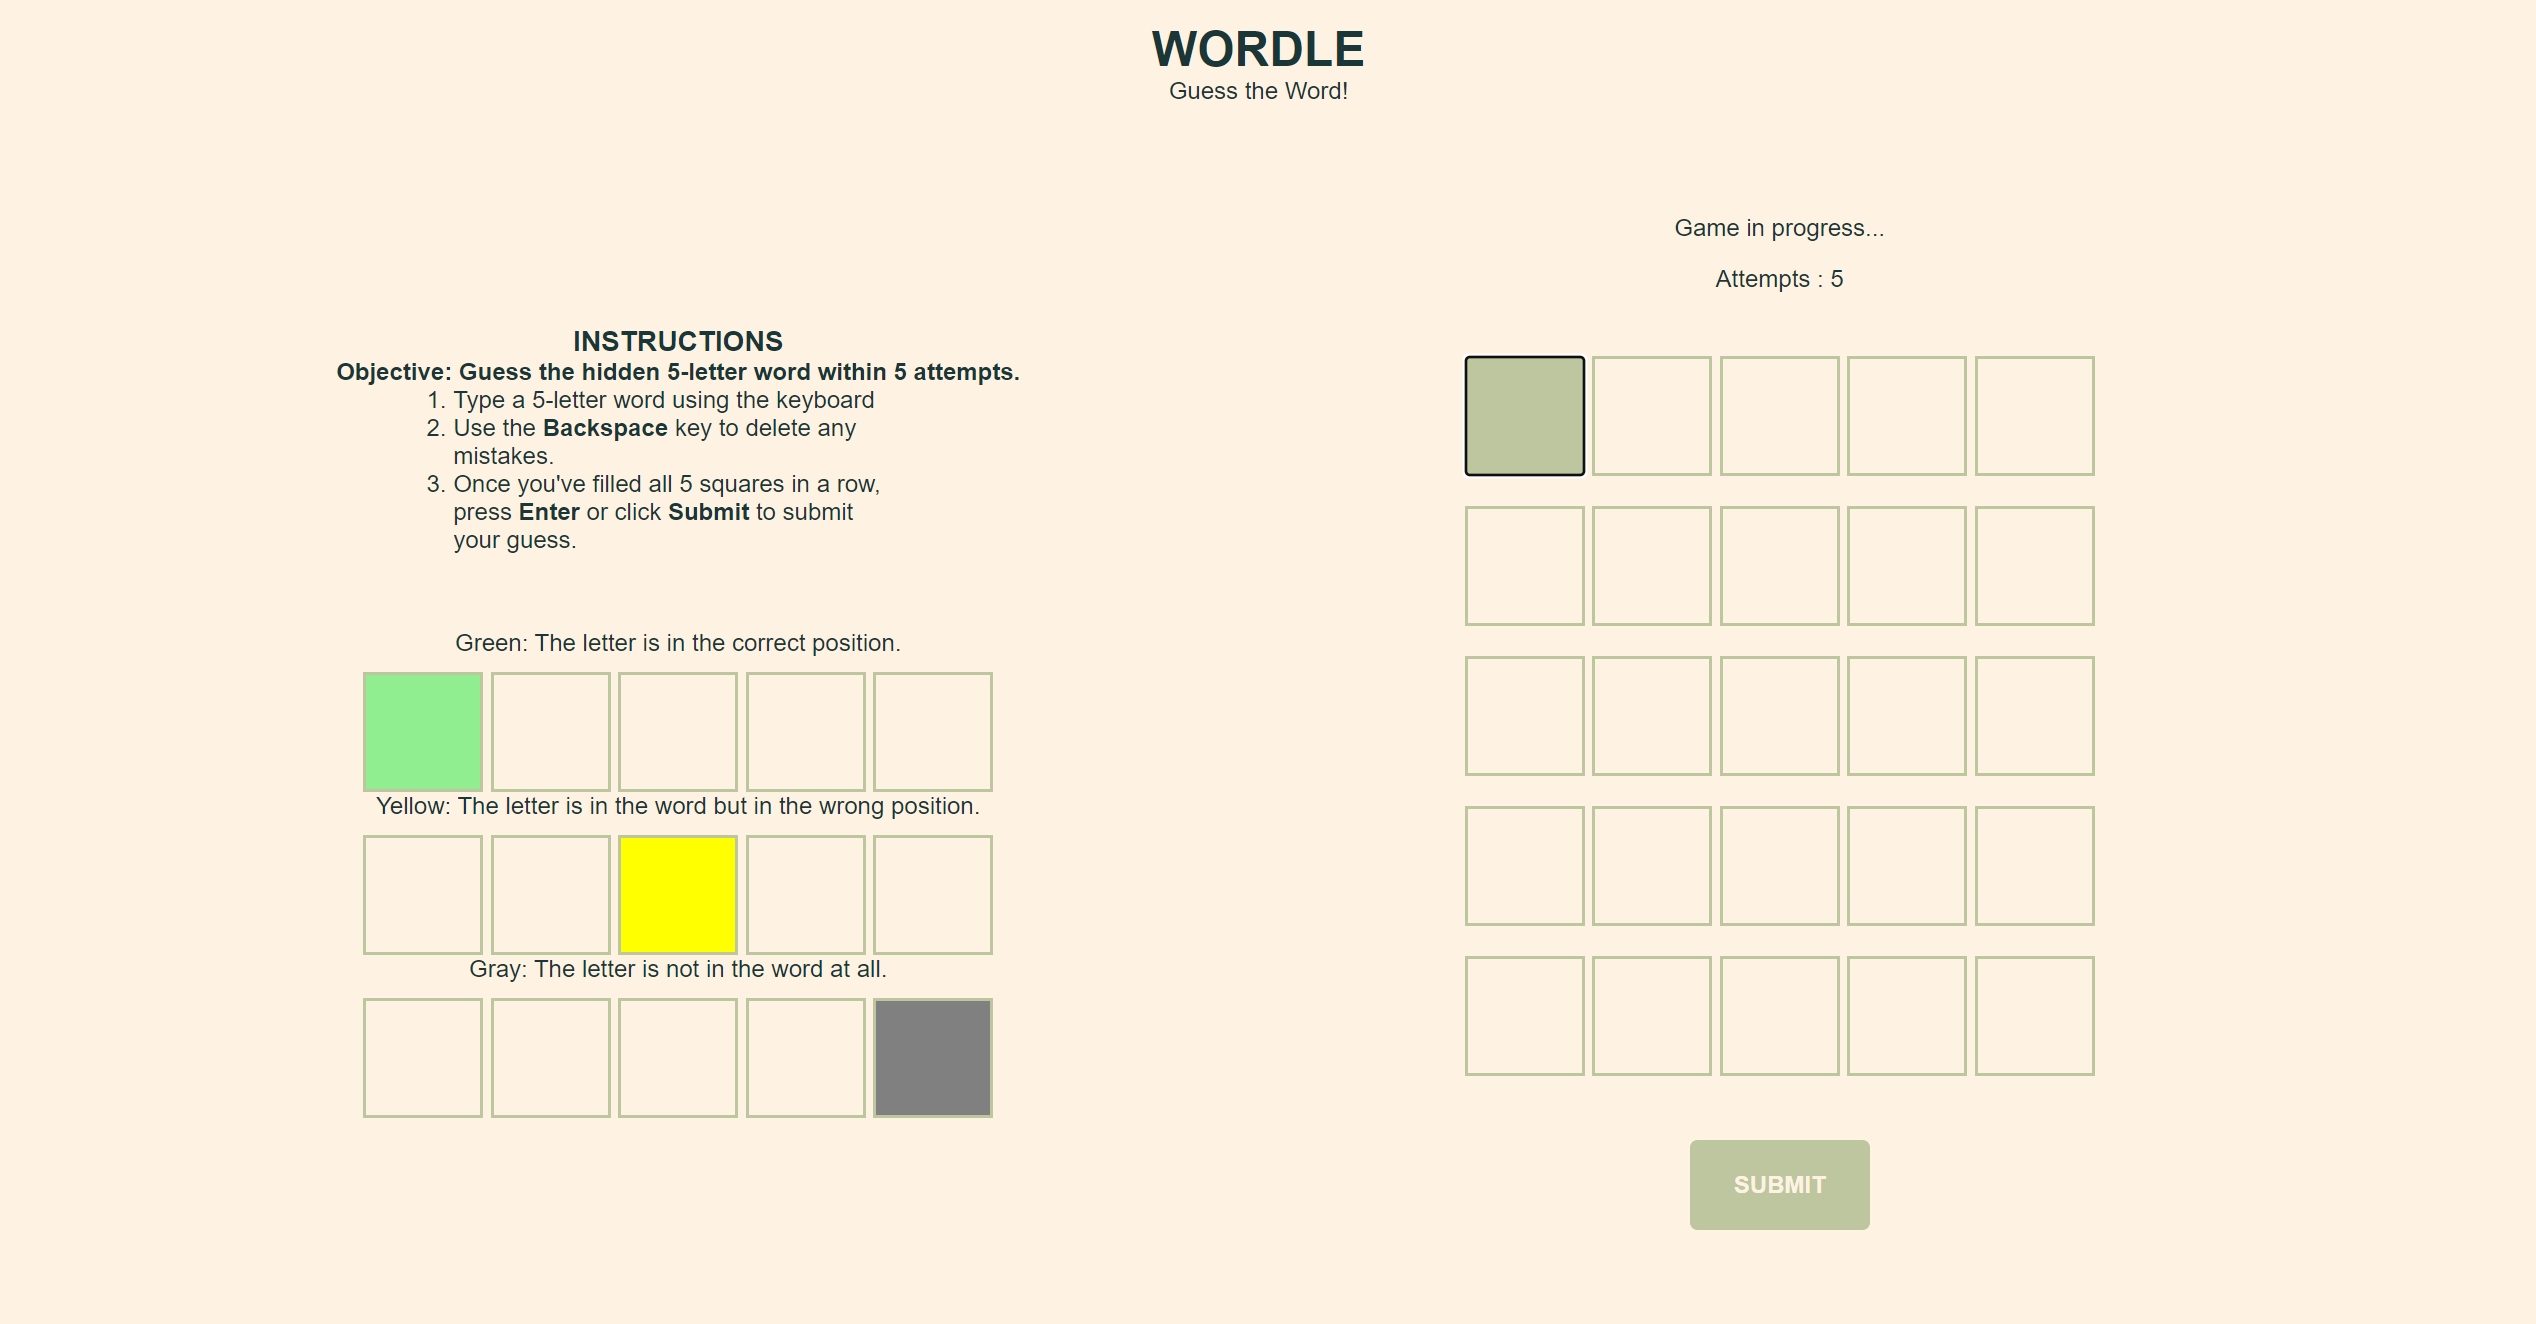 WORDLE
Guess the Word!
INSTRUCTIONS
Objective: Guess the hidden 5-letter word within 5 attempts.
1. Type a 5-letter word using the keyboard
2. Use the Backspace key to delete any
mistakes.
3. Once you've filled all 5 squares in a row,
press Enter or click Submit to submit
your guess.
Green: The letter is in the correct position.
Yellow: The letter is in the word but in the wrong position.
Gray: The letter is not in the word at all.
Game in progress...
Attempts : 5
SUBMIT